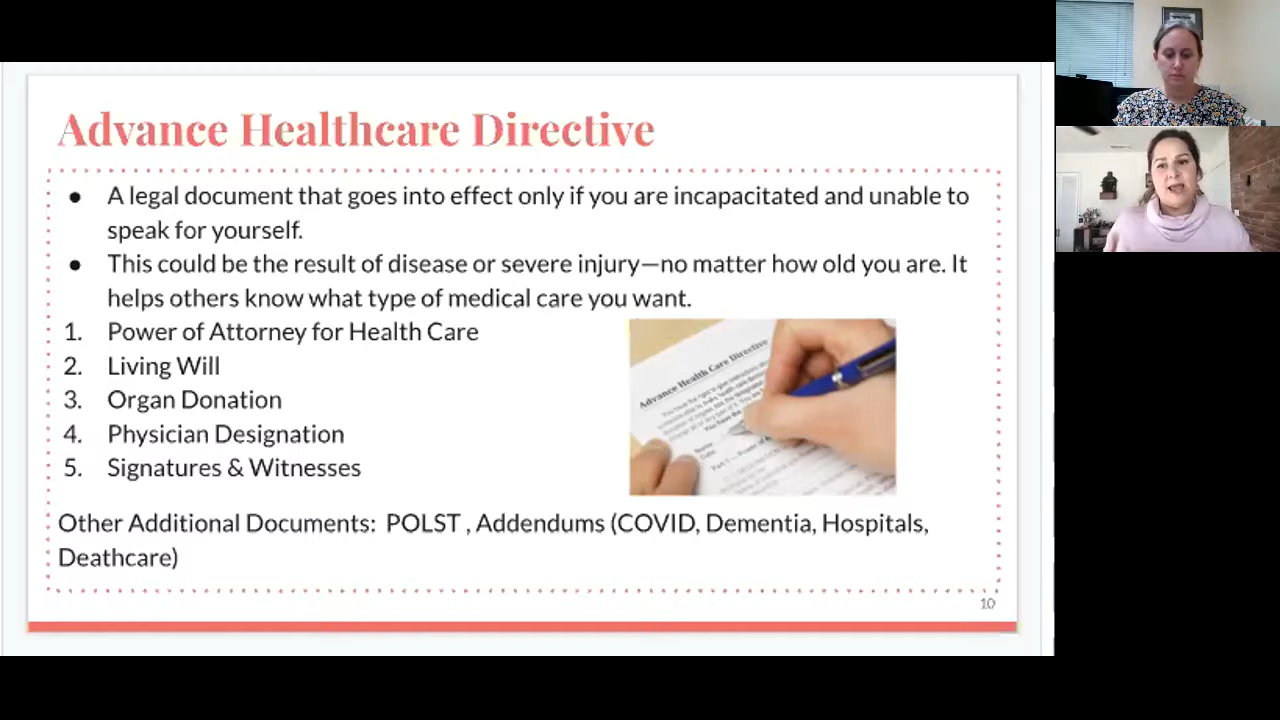 Advance Healthcare Directive
● A legal document that goes into effect only if you are incapacitated and unable to
speak for yourself.
● This could be the result of disease or severe injury—no matter how old you are. It
helps others know what type of medical care you want.
1. Power of Attorney for Health Care
2. Living Will
3. Organ Donation
4. Physician Designation
5. Signatures & Witnesses
Advance Health Care Directive
Other Additional Documents: POLST , Addendums (COVID, Dementia, Hospitals,
Deathcare)
10